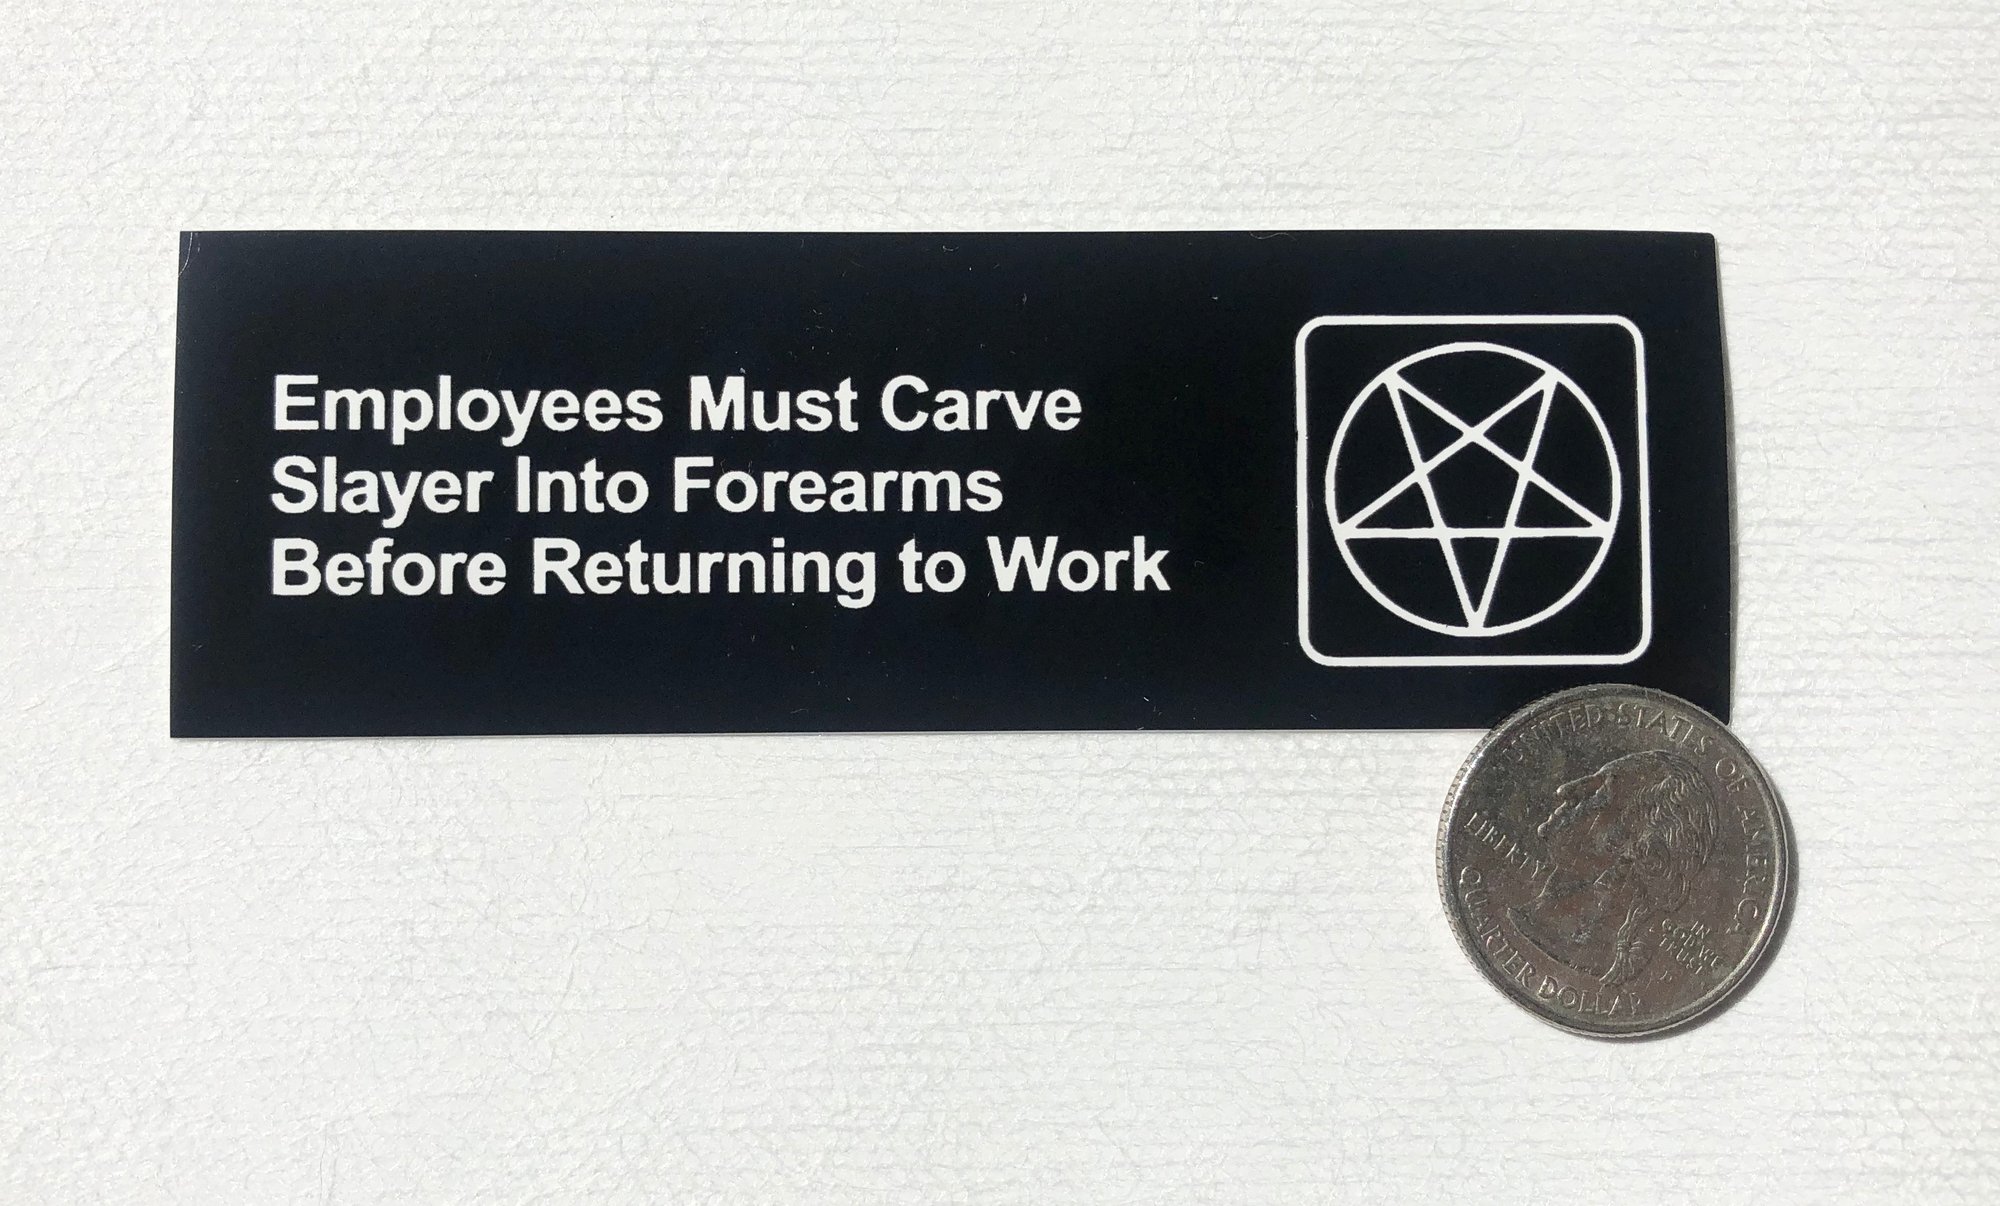 Employees Must Carve
Slayer Into Forearms
Before Returning to Work
UNITED STATES OF AMERICA
LIBERTY
IN
GOD WE
TRUST
P
QUARTER DOLLAR